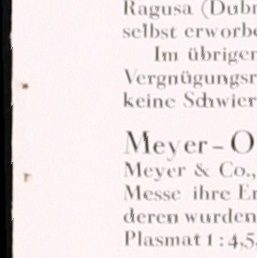 Ragusa (Dubr
selbst erworbe
Im übriger
Vergnügungsr
keine Schwier
Meyer-O
Meyer & Co.,
Messe ihre Er
deren wurden
Plasmat 1:4,5,